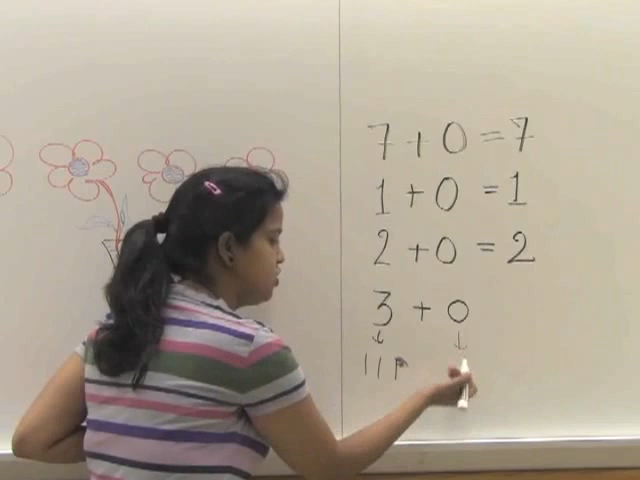 7 + 0 = 7
1 + 0 = 1
2 + 0 = 2
3 + 0
↓ ↓
| | |